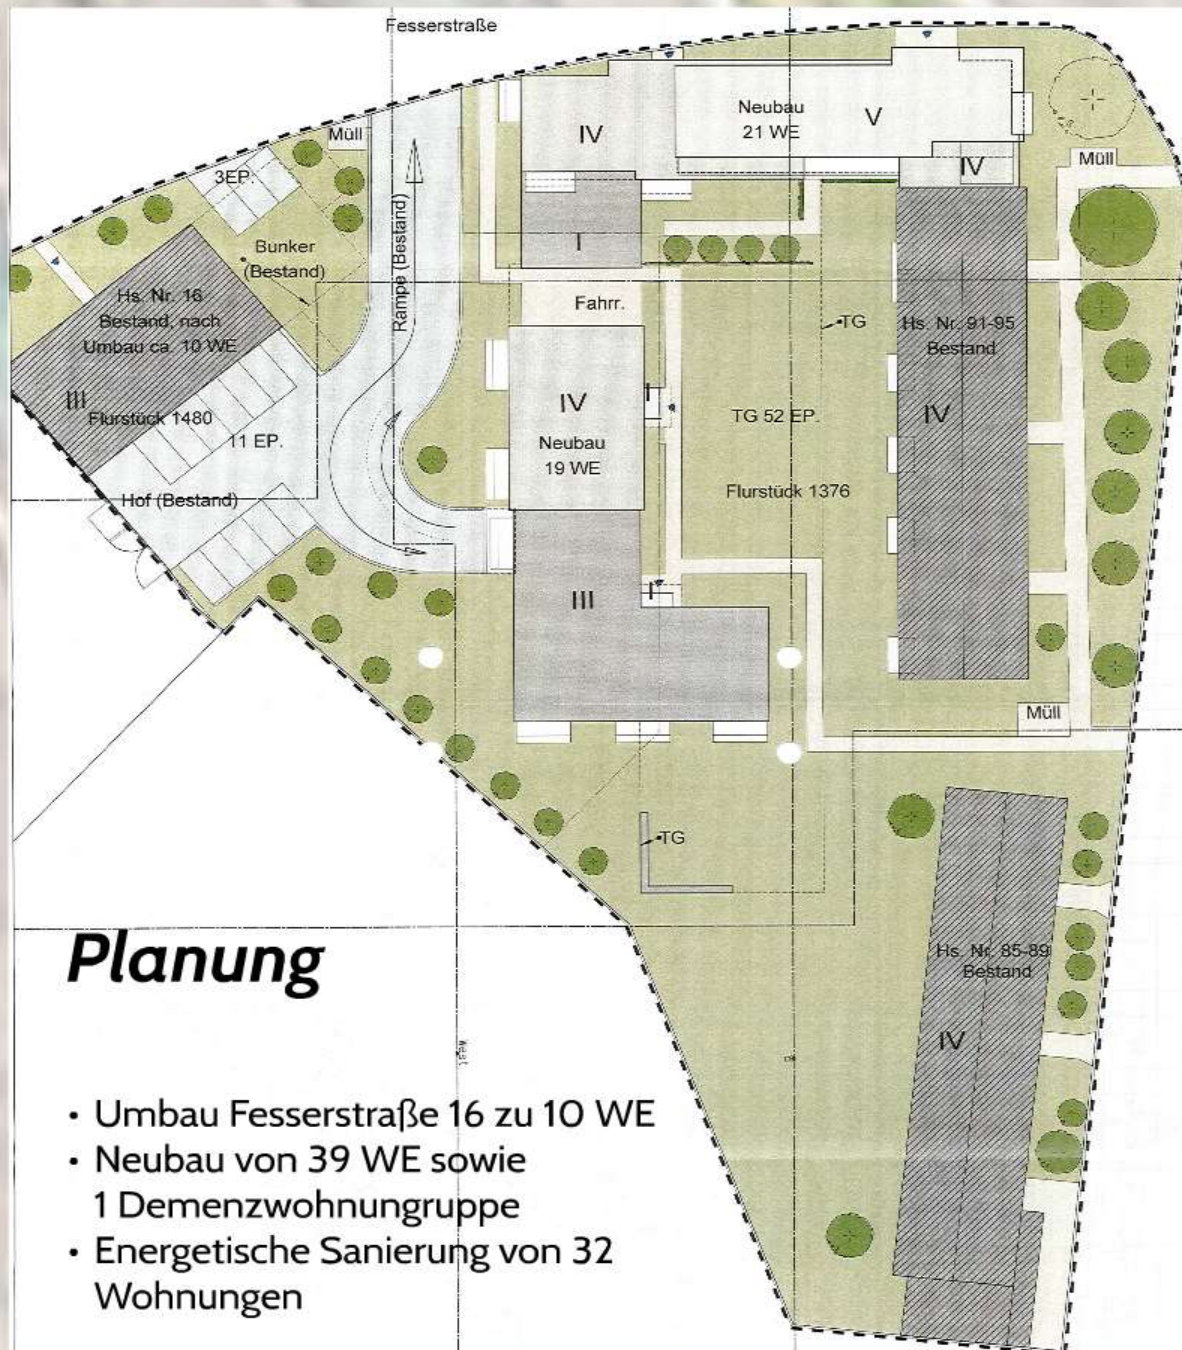 Fesserstraße
Müll
3EP.
Bunker
(Bestand)
Rampe (Bestand)
Hs. Nr. 16
Bestand, nach
Umbau ca. 10 WE
III
Flurstück 1480
11 EP.
Hof (Bestand)
IV
Neubau
21 WE
V
IV
Müll
I
Fahrr.
TG
Hs. Nr. 91-95
Bestand
IV
IV
Neubau
19 WE
I
TG 52 EP.
Flurstück 1376
III
I
Müll
TG
Hs. Nr. 85-89
Bestand
IV
Planung
• Umbau Fesserstraße 16 zu 10 WE
• Neubau von 39 WE sowie
1 Demenzwohnungruppe
• Energetische Sanierung von 32
Wohnungen